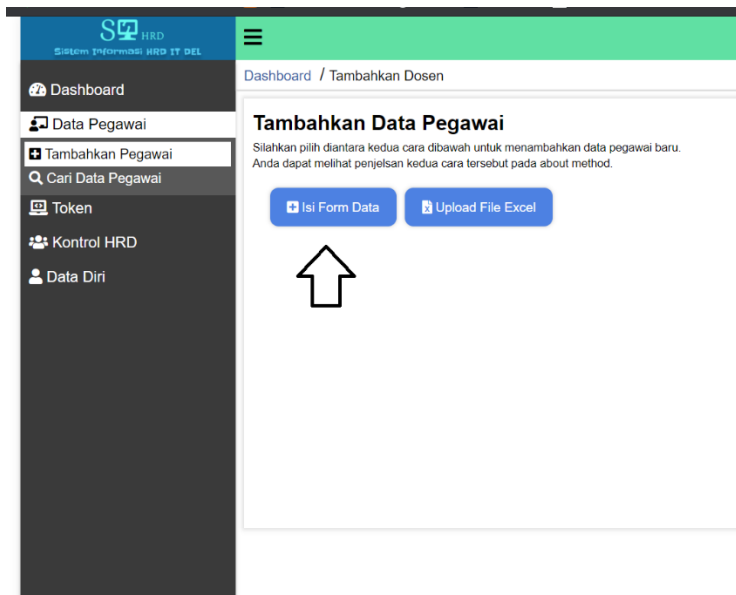 S HRD
Sistem Informasi HRD IT DEL
Dashboard
Data Pegawai
Tambahkan Pegawai
Cari Data Pegawai
Token
Kontrol HRD
Data Diri
Dashboard / Tambahkan Dosen
Tambahkan Data Pegawai
Silahkan pilih diantara kedua cara dibawah untuk menambahkan data pegawai baru.
Anda dapat melihat penjelsan kedua cara tersebut pada about method.
Isi Form Data
Upload File Excel